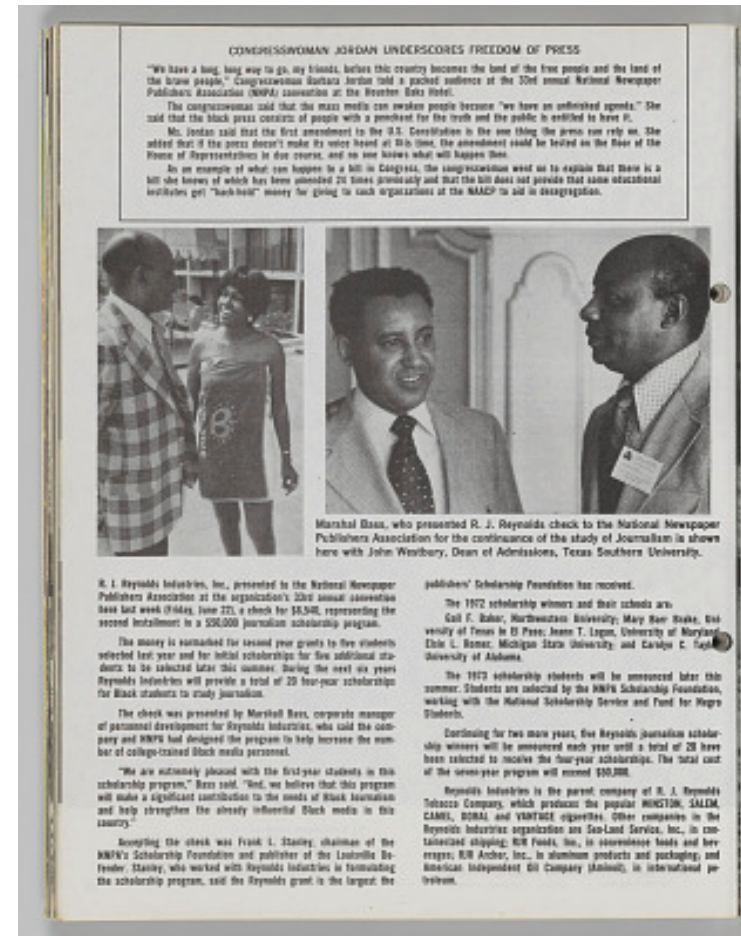 CONGRESSWOMAN JORDAN UNDERSCORES FREEDOM OF PRESS
"We have a long, long way to go, my friends, before this country becomes the land of the free people and the land of
the brave people," Congresswoman Barbara Jordan told a packed audience at the 33rd annual National Newspaper
Publishers Association (NNPA) convention at the Houston Oaks Hotel.
The congresswoman said that the mass media can awaken people because "we have an unfinished agenda." She
said that the black press consists of people with a penchant for the truth and the public is entitled to have it.
Ms. Jordan said that the first amendment to the U.S. Constitution is the one thing the press can rely on. She
added that if the press doesn't make its voice heard at this time, the amendment could be tested on the floor of the
House of Representatives in due course, and no one knows what will happen then.
As an example of what can happen to a bill in Congress, the congresswoman went on to explain that there is a
bill she knows of which has been amended 24 times previously and that the bill does not provide that some educational
institutes get "hack-hold" money for giving to such organizations at the NAACP to aid in desegregation.
Marshal Bass, who presented R. J. Reynolds check to the National Newspaper
Publishers Association for the continuance of the study of Journalism is shown
here with John Westbury, Dean of Admissions, Texas Southern University.
R. J. Reynolds Industries, Inc., presented to the National Newspaper
Publishers Association at the organization's 33rd annual convention
here last week (Friday, June 22), a check for $6,540, representing the
second installment in a $50,000 journalism scholarship program.
The money is earmarked for second year grants to five students
selected last year and for initial scholarships for five additional stu-
dents to be selected later this summer. During the next six years
Reynolds Industries will provide a total of 20 four-year scholarships
for Black students to study journalism.
The check was presented by Marshall Bass, corporate manager
of personnel development for Reynolds Industries, who said the com-
pany and NNPA had designed the program to help increase the num-
ber of college-trained Black media personnel.
"We are extremely pleased with the first-year students in this
scholarship program," Bass said. "And, we believe that this program
will make a significant contribution to the needs of Black Journalism
and help strengthen the already influential Black media in this
country."
Accepting the check was Frank L. Stanley, chairman of the
NNPA's Scholarship Foundation and publisher of the Louisville De-
fender. Stanley, who worked with Reynolds Industries in formulating
the scholarship program, said the Reynolds grant is the largest the
publishers' Scholarship Foundation has received.
The 1972 scholarship winners and their schools are:
Gail F. Baker, Northwestern University; Mary Barr Brake, Uni-
versity of Texas in El Paso; Jeann T. Logan, University of Maryland
Elsie L. Homer, Michigan State University; and Carolyn C. Taylor
University of Alabama.
The 1973 scholarship students will be announced later this
summer. Students are selected by the NNPA Scholarship Foundation,
working with the National Scholarship Service and Fund for Negro
Students.
Continuing for two more years, five Reynolds journalism scholar-
ship winners will be announced each year until a total of 20 have
been selected to receive the four-year scholarships. The total cost
of the seven-year program will exceed $50,000.
Reynolds Industries is the parent company of R. J. Reynolds
Tobacco Company, which produces the popular WINSTON, SALEM,
CAMEL, DORAL and VANTAGE cigarettes. Other companies in the
Reynolds Industries organization are Sea-Land Service, Inc., in con-
tainerized shipping; RJR Foods, Inc., in convenience foods and bev-
erages; RJR Archer, Inc., in aluminum products and packaging; and
American Independent Oil Company (Aminoil), in international pe-
troleum.